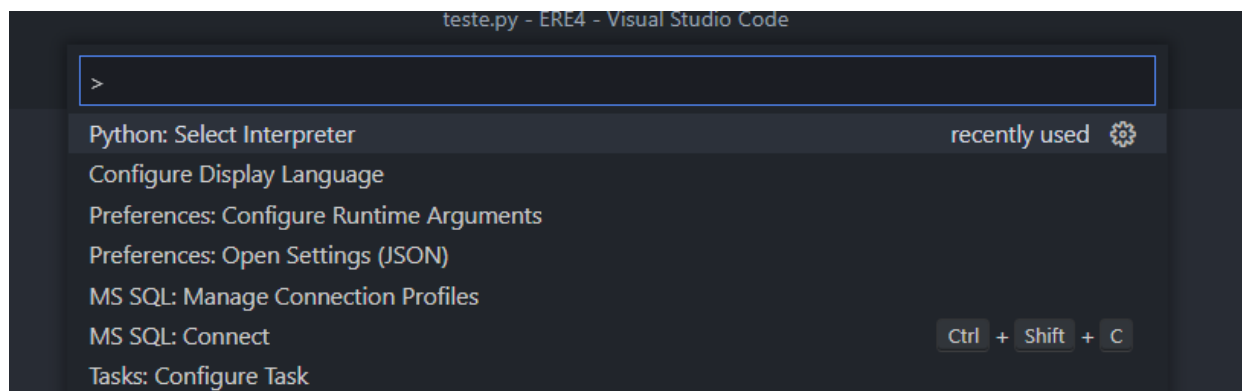 teste.py - ERE4 - Visual Studio Code
>
Python: Select Interpreter recently used
Configure Display Language
Preferences: Configure Runtime Arguments
Preferences: Open Settings (JSON)
MS SQL: Manage Connection Profiles
MS SQL: Connect Ctrl + Shift + C
Tasks: Configure Task